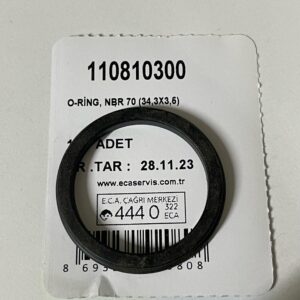 110810300
O-RİNG, NBR 70 (34,3X3,5)
ADET
.TAR : 28.11.23
www.ecaservis.com.tr
E.C.A. ÇAĞRI MERKEZİ
444 0 322
ECA